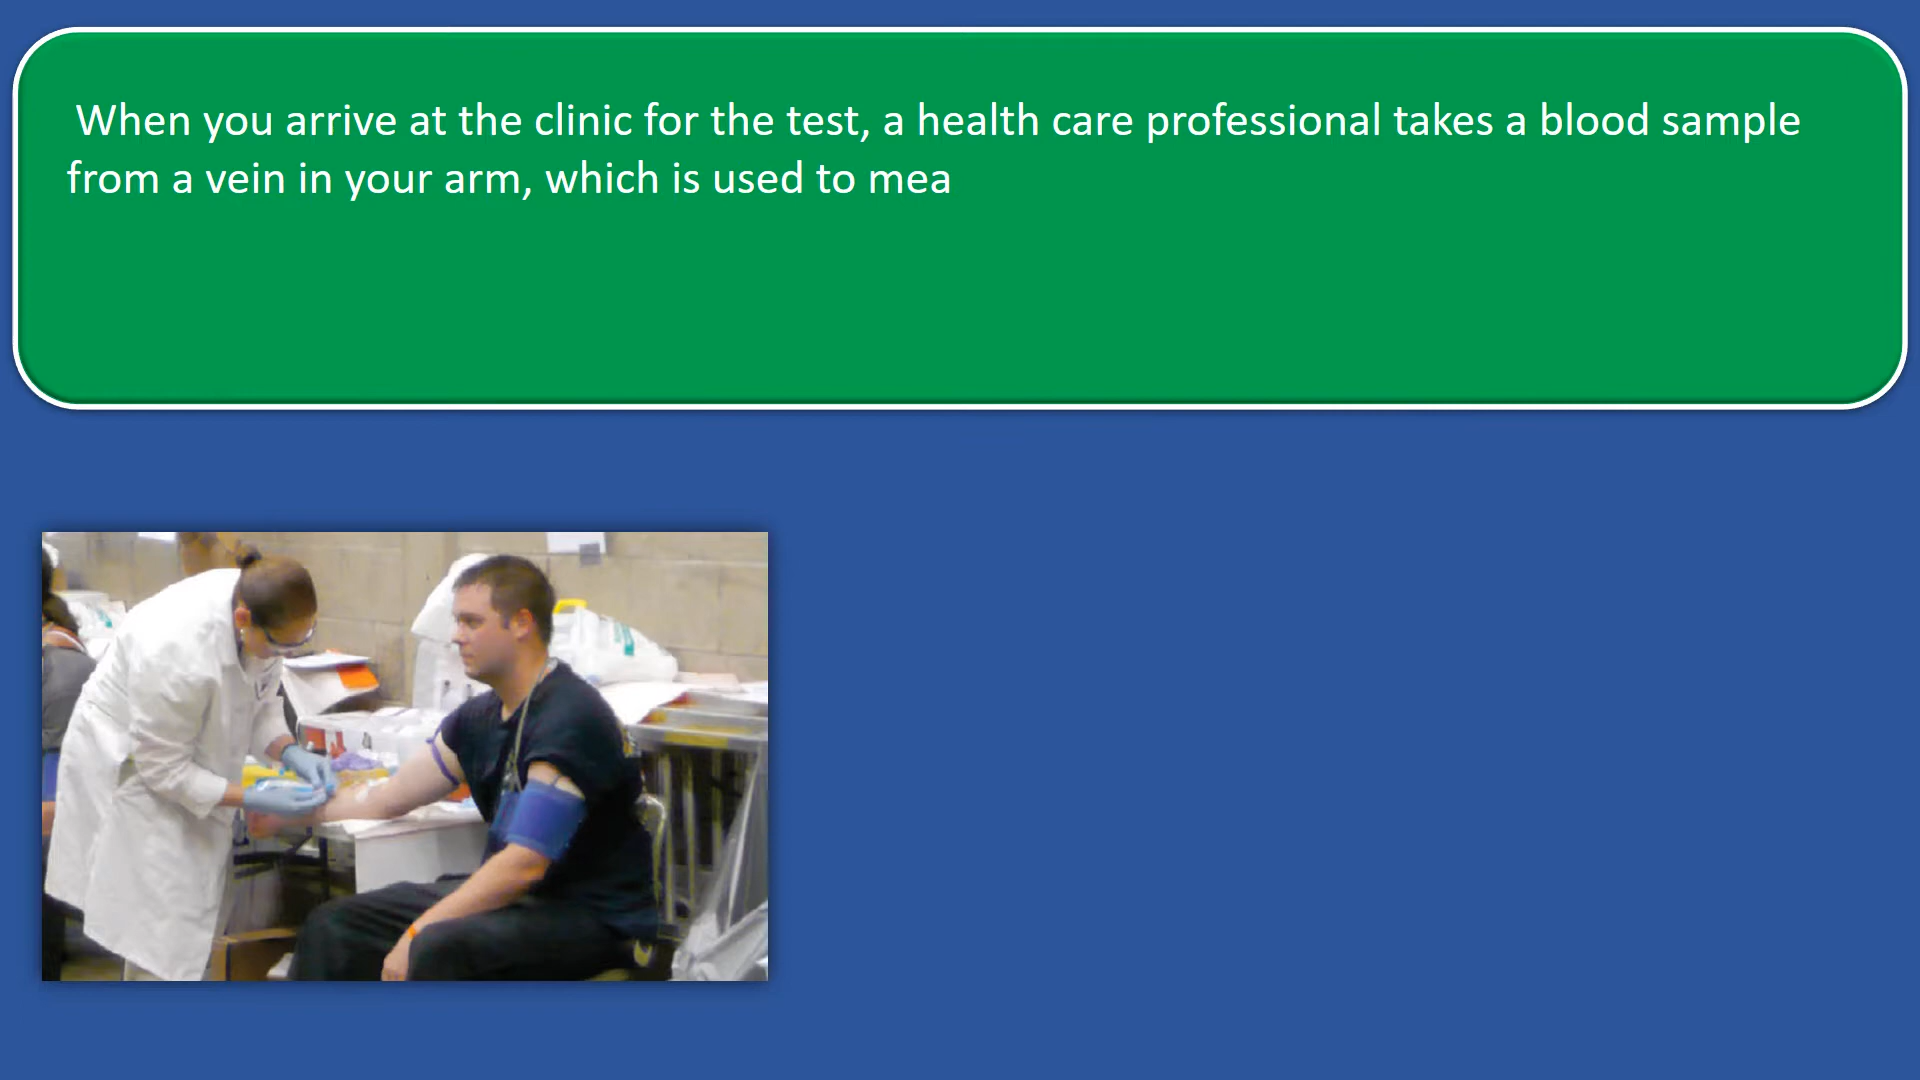 When you arrive at the clinic for the test, a health care professional takes a blood sample
from a vein in your arm, which is used to mea